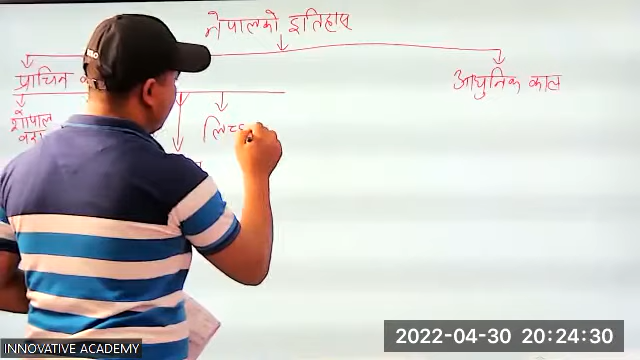 नेपालको इतिहास
प्राचिन
आधुनिक काल
गोपाल
वंश
लिच्छ
2022-04-30 20:24:30
INNOVATIVE ACADEMY